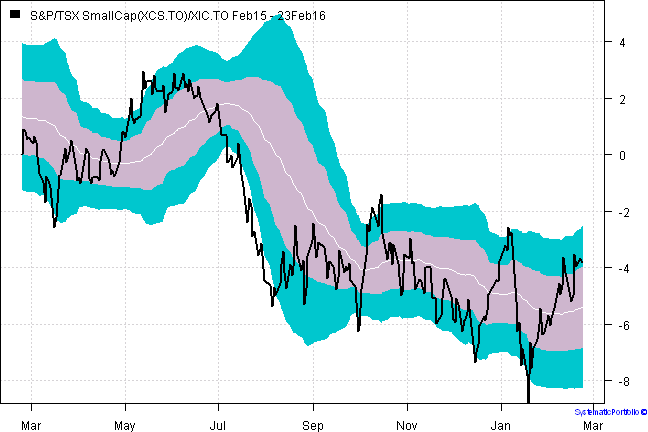 S&P/TSX SmallCap(XCS.TO)/XIC.TO Feb15 - 23Feb16
4
2
0
-2
-4
-6
-8
SystematicPortfolio ©
Mar May Jul Sep Nov Jan Mar